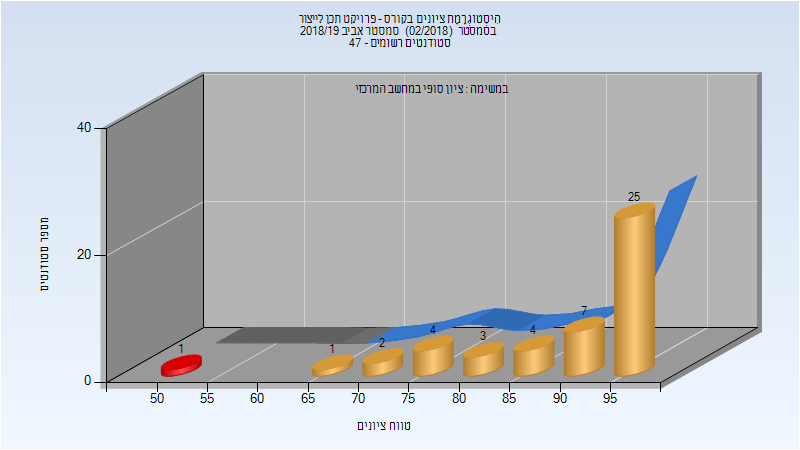 היסטוגרמת ציונים בקורס - פרויקט תכן לייצור
בסמסטר (02/2018) סמסטר אביב 2018/19
סטודנטים רשומים - 47
במשימה : ציון סופי במחשב המרכזי
מספר סטודנטים
40
20
0
1
1
2
4
3
4
7
25
50 55 60 65 70 75 80 85 90 95
טווח ציונים